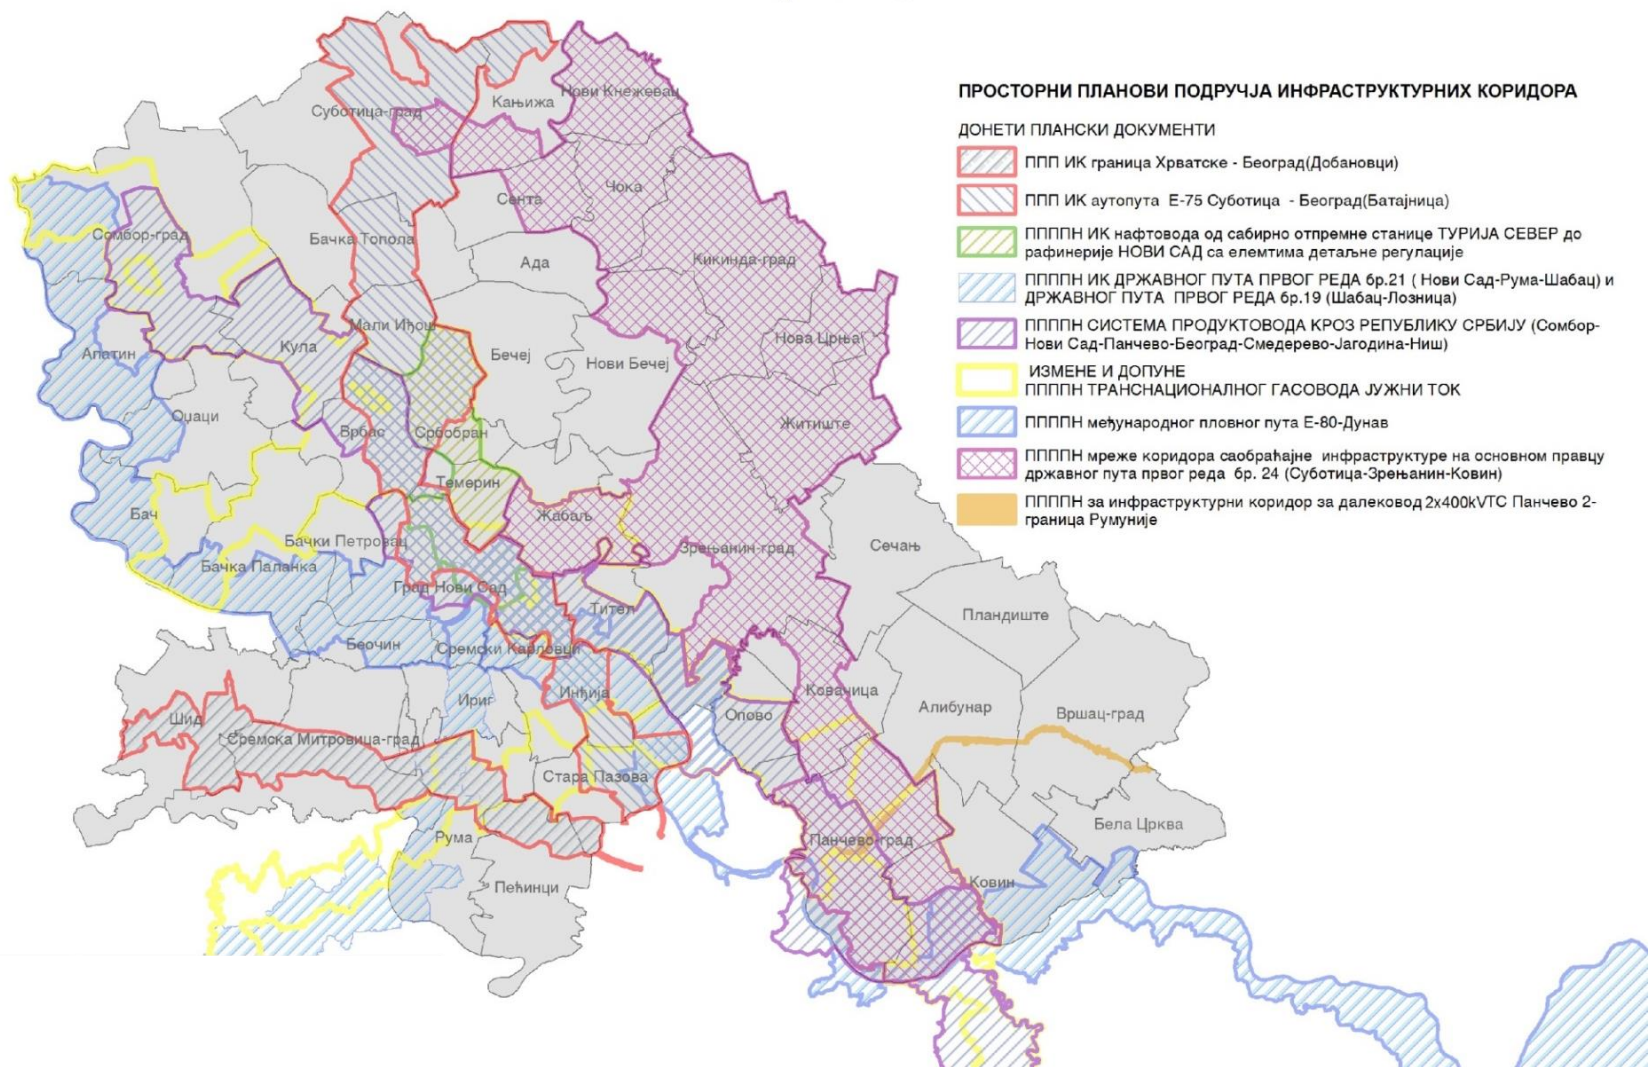 ПРОСТОРНИ ПЛАНОВИ ПОДРУЧЈА ИНФРАСТРУКТУРНИХ КОРИДОРА
ДОНЕТИ ПЛАНСКИ ДОКУМЕНТИ
ППП ИК граница Хрватске - Београд(Добановци)
ППП ИК аутопута Е-75 Суботица - Београд(Батајница)
ППППН ИК нафтовода од сабирно отпремне станице ТУРИЈА СЕВЕР до
рафинерије НОВИ САД са елемтима детаљне регулације
ППППН ИК ДРЖАВНОГ ПУТА ПРВОГ РЕДА бр.21 ( Нови Сад-Рума-Шабац) и
ДРЖАВНОГ ПУТА ПРВОГ РЕДА бр.19 (Шабац-Лозница)
ППППН СИСТЕМА ПРОДУКТОВОДА КРОЗ РЕПУБЛИКУ СРБИЈУ (Сомбор-
Нови Сад-Панчево-Београд-Смедерево-Јагодина-Ниш)
ИЗМЕНЕ И ДОПУНЕ
ППППН ТРАНСНАЦИОНАЛНОГ ГАСОВОДА ЈУЖНИ ТОК
ППППН међународног пловног пута Е-80-Дунав
ППППН мреже коридора саобраћајне инфраструктуре на основном правцу
државног пута првог реда бр. 24 (Суботица-Зрењанин-Ковин)
ППППН за инфраструктурни коридор за далековод 2x400kVTC Панчево 2-
граница Румуније
Нови Кнежевац
Кањижа
Суботица-град
Чока
Сента
Сомбор-град
Бачка Топола
Ада
Кикинда-град
Мали Иђош
Нова Црња
Кула
Апатин
Бечеј
Нови Бечеј
Оџаци
Житиште
Врбас
Србобран
Темерин
Бач
Жабаљ
Бачки Петровац
Зрењанин-град
Сечањ
Бачка Паланка
Град Нови Сад
Тител
Пландиште
Беочин
Сремски Карловци
Инђија
Ковачица
Ириг
Алибунар
Вршац-град
Опово
Шид
Сремска Митровица-град
Стара Пазова
Бела Црква
Рума
Панчево-град
Ковин
Пећинци